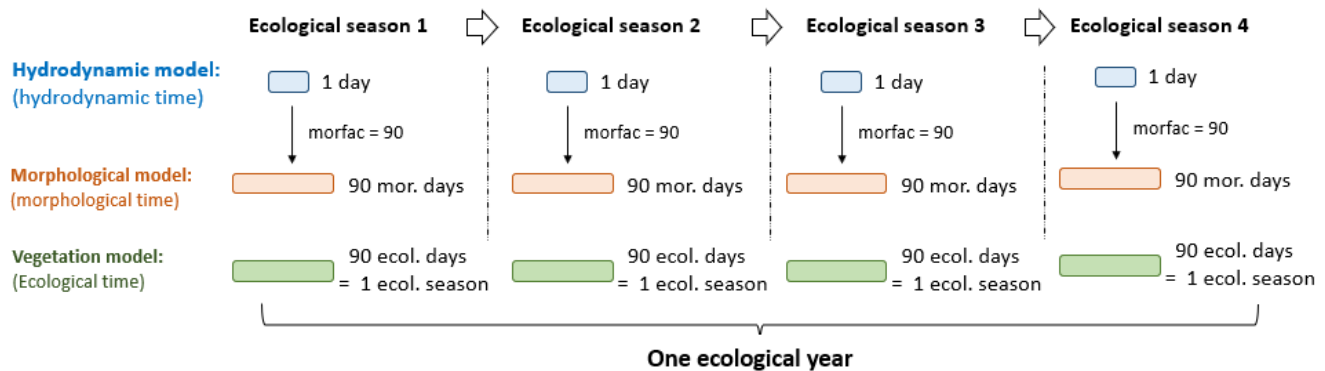 Ecological season 1 Ecological season 2 Ecological season 3 Ecological season 4
Hydrodynamic model:
(hydrodynamic time)
1 day 1 day 1 day 1 day
morfac = 90 morfac = 90 morfac = 90 morfac = 90
Morphological model:
(morphological time)
90 mor. days 90 mor. days 90 mor. days 90 mor. days
Vegetation model:
(Ecological time)
90 ecol. days 90 ecol. days 90 ecol. days 90 ecol. days
= 1 ecol. season = 1 ecol. season = 1 ecol. season = 1 ecol. season
One ecological year